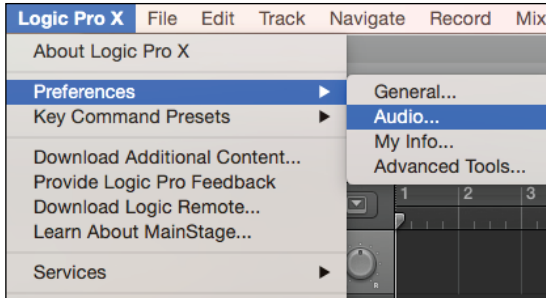 Logic Pro X File Edit Track Navigate Record Mix
About Logic Pro X
Preferences
Key Command Presets
Download Additional Content...
Provide Logic Pro Feedback
Download Logic Remote...
Learn About MainStage...
Services
General...
Audio...
My Info...
Advanced Tools...
1 2 3
R